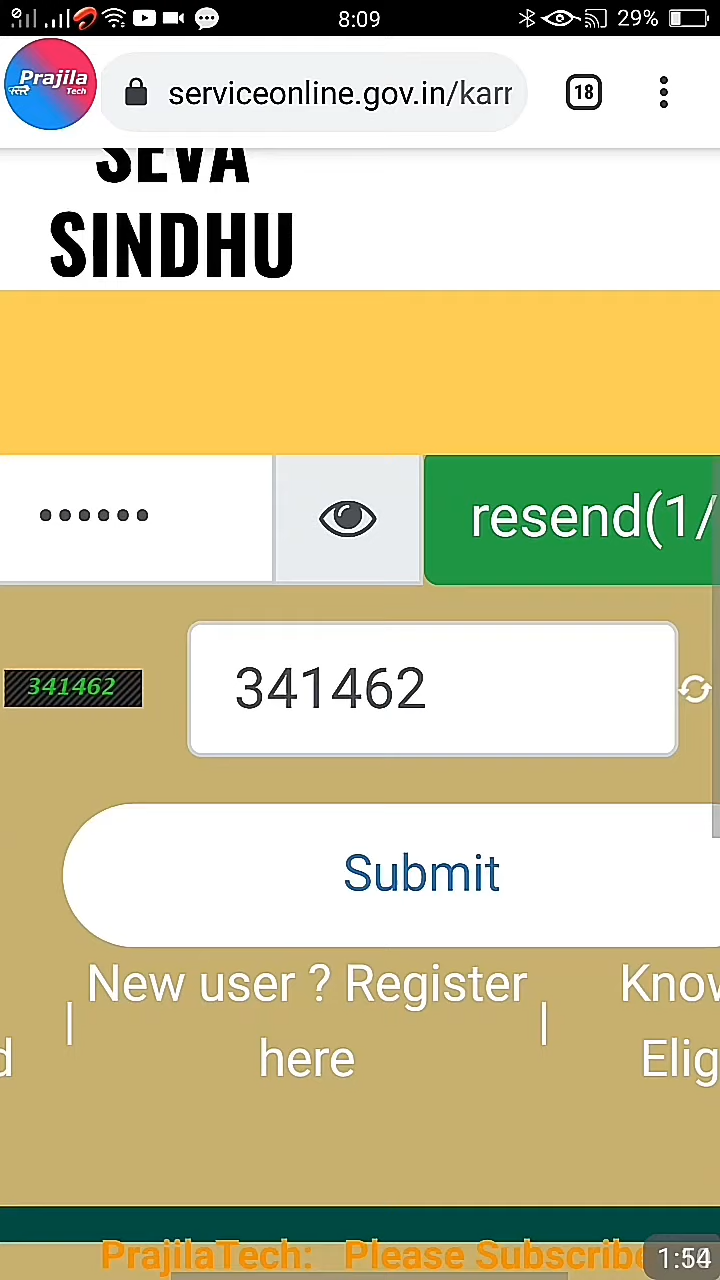 8:09
29%
Prajila
Tech
serviceonline.gov.in/karr
18
SEVA
SINDHU
resend(1/
341462
341462
Submit
New user ? Register
here
|
|
Know
Elig
d
PrajilaTech: Please Subscribe
1:54